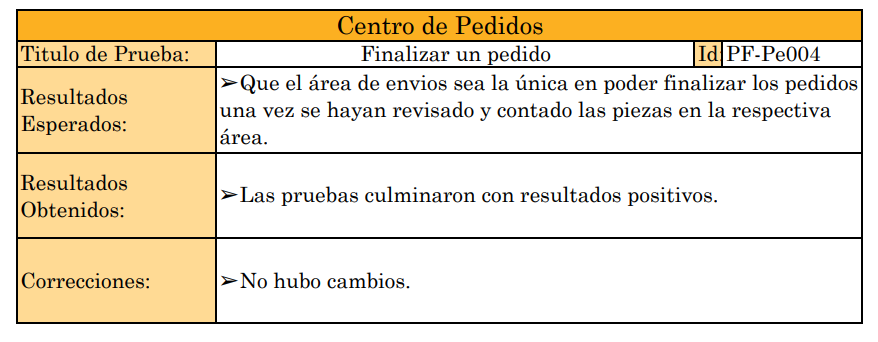 Centro de Pedidos
Titulo de Prueba: Finalizar un pedido Id: PF-Pe004
Resultados Esperados:
➢Que el área de envios sea la única en poder finalizar los pedidos
una vez se hayan revisado y contado las piezas en la respectiva
área.
Resultados Obtenidos:
➢Las pruebas culminaron con resultados positivos.
Correcciones:
➢No hubo cambios.